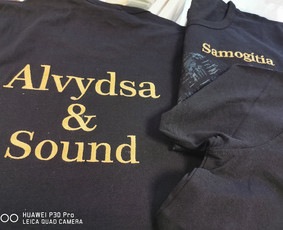 Alvydsa
&
Sound
Samogitia
HUAWEI P30 Pro
LEICA QUAD CAMERA